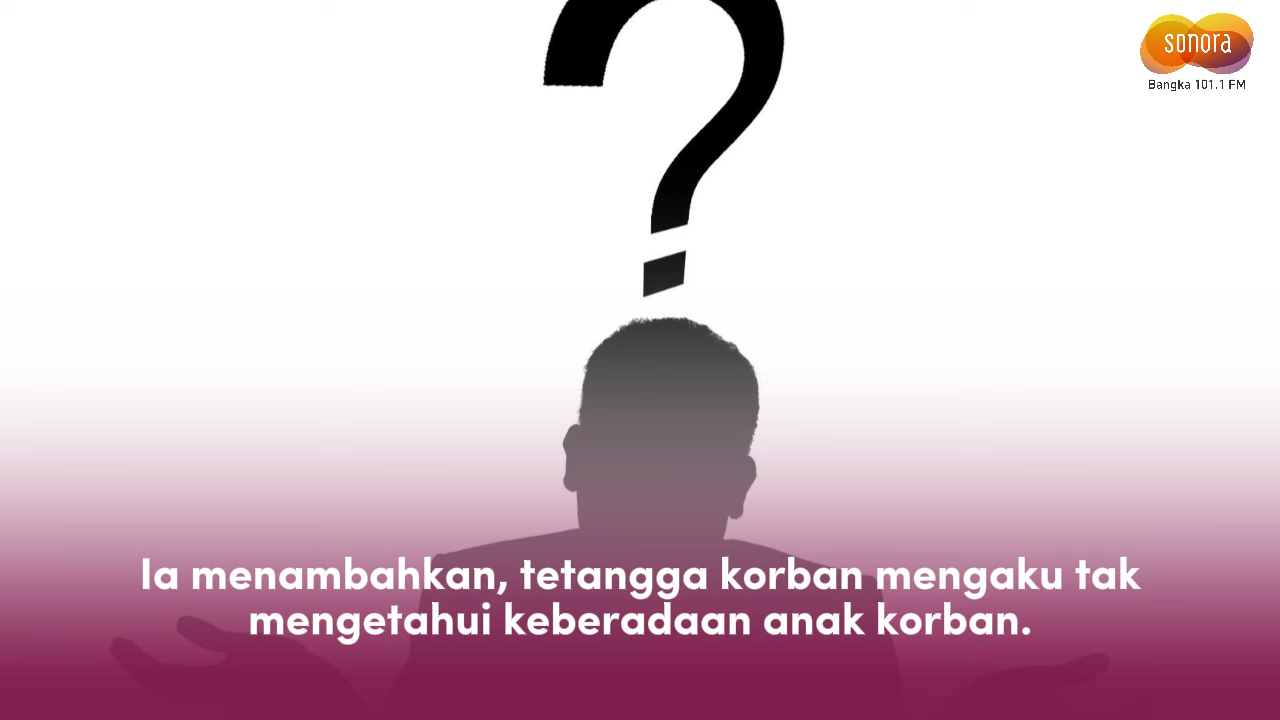 sonora
Bangka 101.1 FM
Ia menambahkan, tetangga korban mengaku tak
mengetahui keberadaan anak korban.